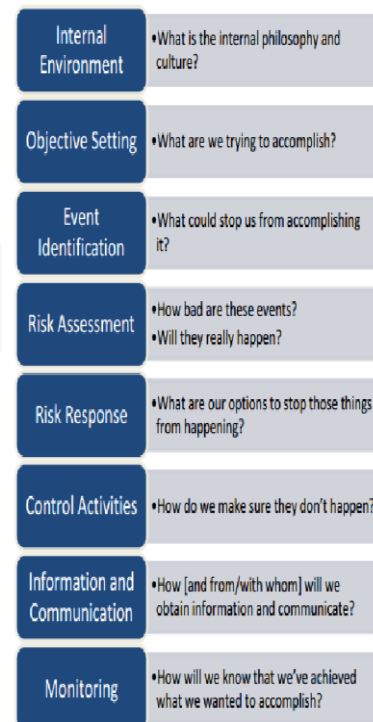 Internal
Environment
•What is the internal philosophy and
culture?
Objective Setting
•What are we trying to accomplish?
Event
Identification
•What could stop us from accomplishing
it?
Risk Assessment
•How bad are these events?
•Will they really happen?
Risk Response
•What are our options to stop those things
from happening?
Control Activities
•How do we make sure they don't happen?
Information and
Communication
•How [and from/with whom] will we
obtain information and communicate?
Monitoring
•How will we know that we've achieved
what we wanted to accomplish?